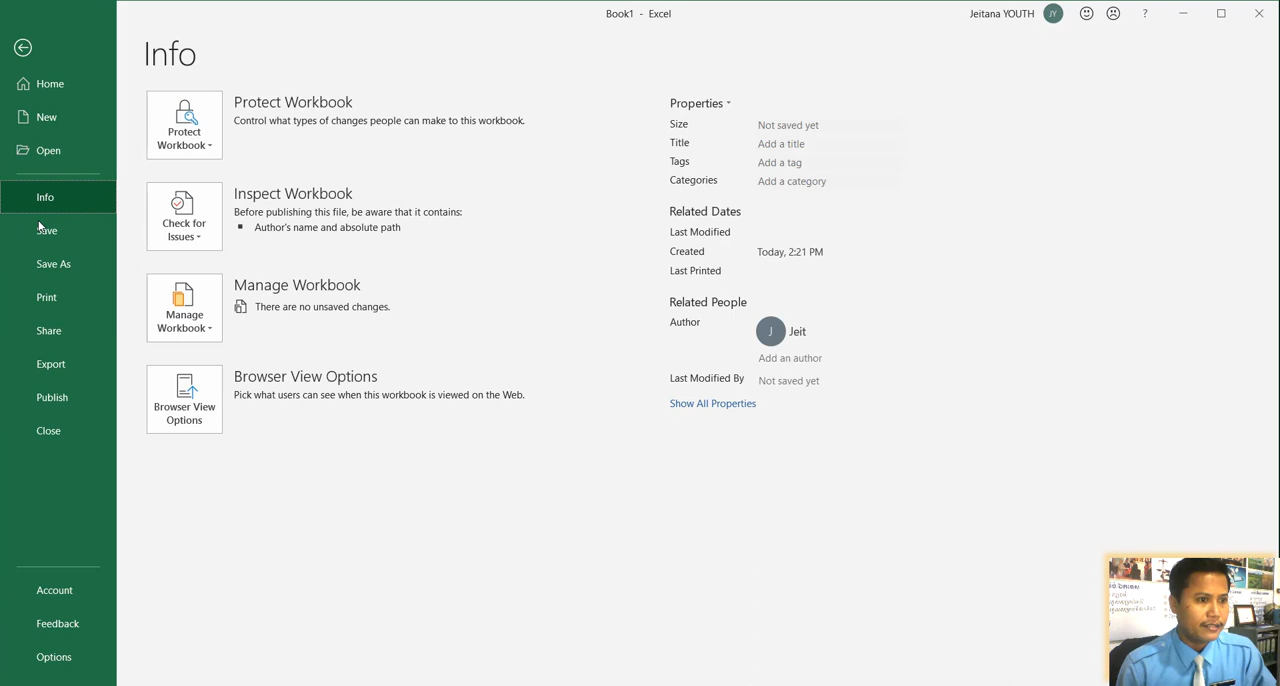 Book1 - Excel
Jeitana YOUTH
JY
?
Info
Home
New
Open
Info
Save
Save As
Print
Share
Export
Publish
Close
Account
Feedback
Options
Protect
Workbook
Protect Workbook
Control what types of changes people can make to this workbook.
Check for
Issues
Inspect Workbook
Before publishing this file, be aware that it contains:
Author's name and absolute path
Manage
Workbook
Manage Workbook
There are no unsaved changes.
Browser View
Options
Browser View Options
Pick what users can see when this workbook is viewed on the Web.
Properties
Size Not saved yet
Title Add a title
Tags Add a tag
Categories Add a category
Related Dates
Last Modified
Created Today, 2:21 PM
Last Printed
Related People
Author
J Jeit
Add an author
Last Modified By Not saved yet
Show All Properties